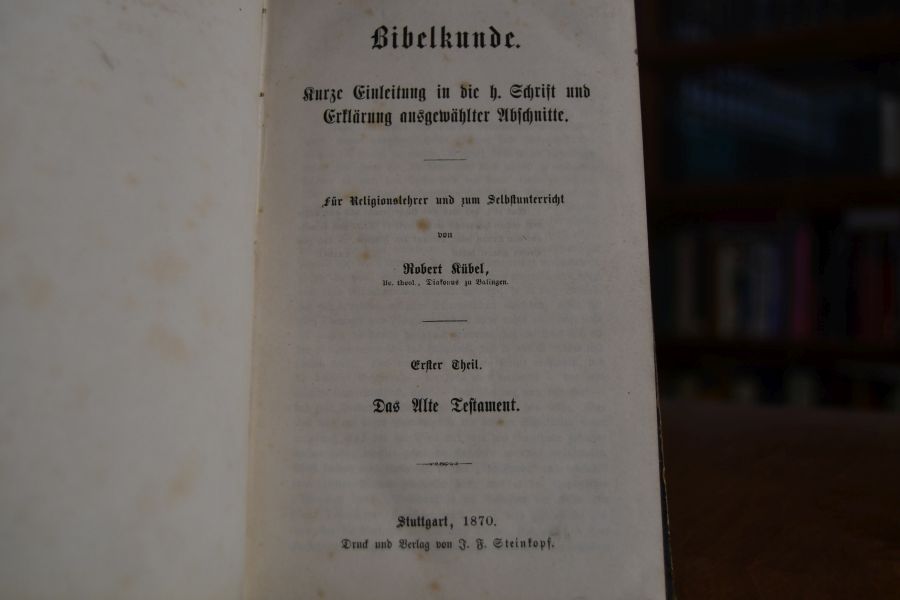 Bibelkunde.
Kurze Einleitung in die h. Schrift und
Erklärung ausgewählter Abschnitte.
Für Religionslehrer und zum Selbstunterricht
von
Robert Kübel,
theol., Diakonus zu Balingen.
Erster Theil.
Das Alte Testament.
Stuttgart, 1870.
Druck und Verlag von J. F. Steinkopf.